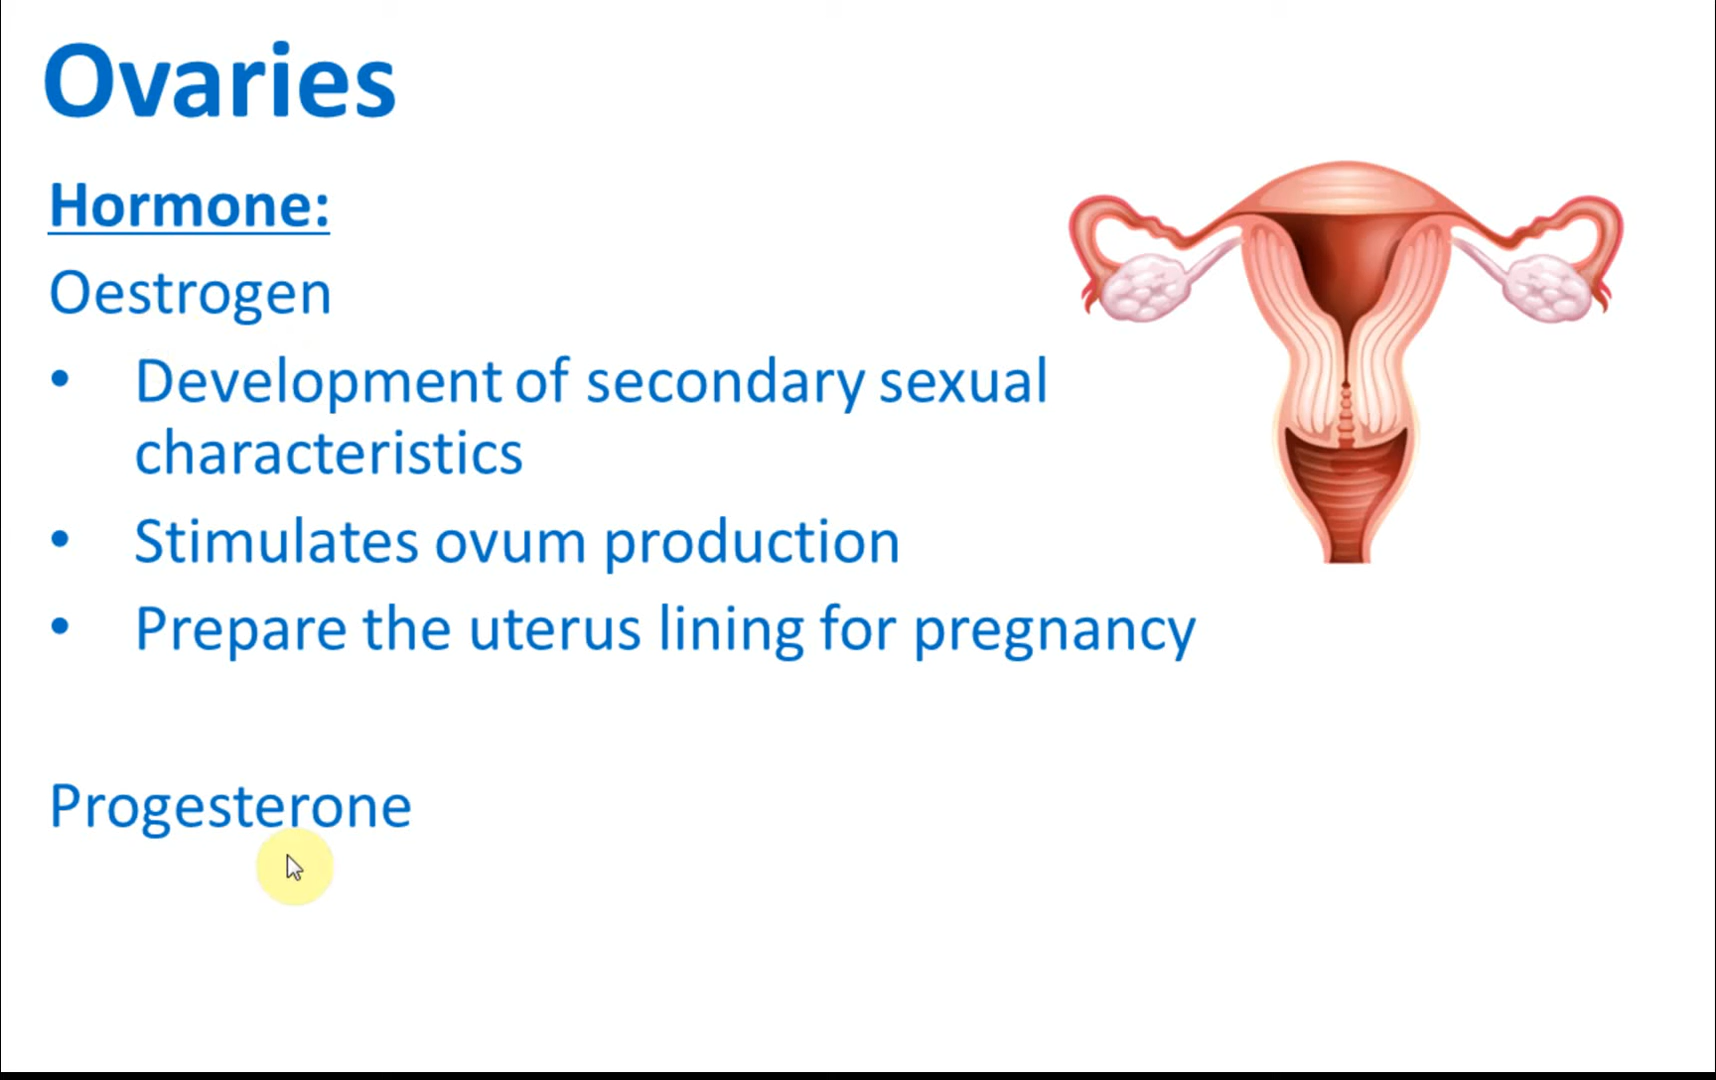 Ovaries
Hormone:
Oestrogen
• Development of secondary sexual
characteristics
• Stimulates ovum production
• Prepare the uterus lining for pregnancy
Progesterone